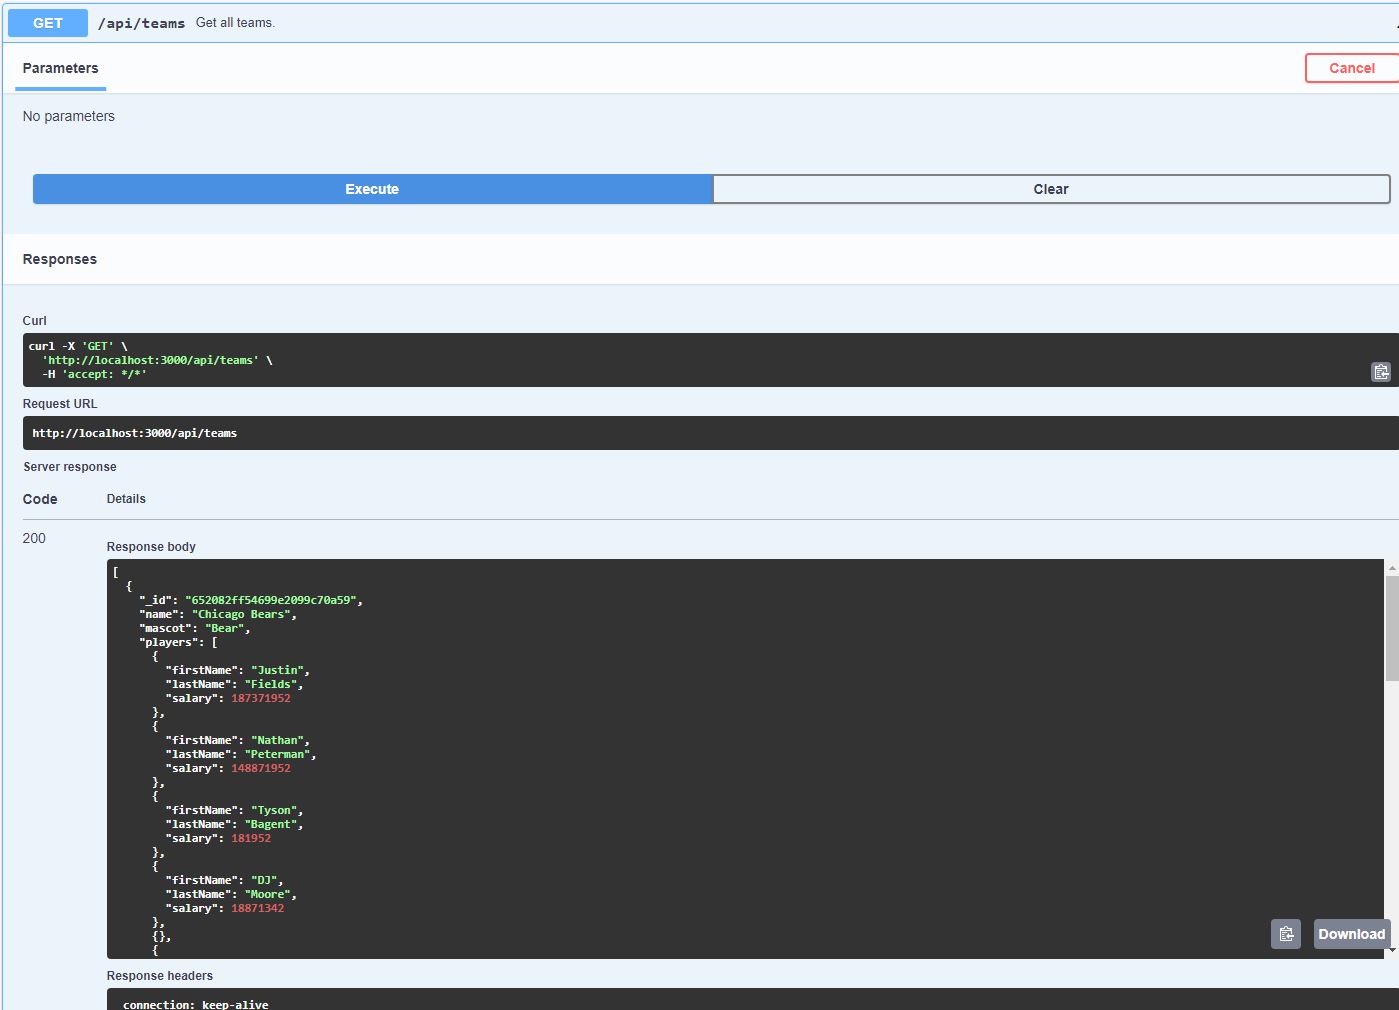 GET /api/teams Get all teams.
Parameters
Cancel
No parameters
Execute
Clear
Responses
Curl
curl -X 'GET' \
'http://localhost:3000/api/teams' \
-H 'accept: */*'
Request URL
http://localhost:3000/api/teams
Server response
Code Details
200
Response body
[
{
"_id": "652082ff54699e2099c70a59",
"name": "Chicago Bears",
"mascot": "Bear",
"players": [
{
"firstName": "Justin",
"lastName": "Fields",
"salary": 187371952
},
{
"firstName": "Nathan",
"lastName": "Peterman",
"salary": 148871952
},
{
"firstName": "Tyson",
"lastName": "Bagent",
"salary": 181952
},
{
"firstName": "DJ",
"lastName": "Moore",
"salary": 18871342
},
{},
{
Download
Response headers
connection: keep-alive